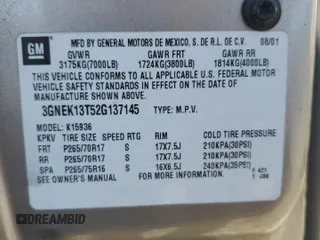 GM
MFD BY GENERAL MOTORS DE MEXICO, S. DE R.L. DE C.V. 08/01
GVWR GAWR FRT GAWR RR
3175KG(7000LB) 1724KG(3800LB) 1814KG(4000LB)
THIS VEHICLE CONFORMS TO ALL APPLICABLE U.S. FEDERAL
MOTOR VEHICLE SAFETY STANDARDS IN EFFECT ON THE DATE OF
MANUFACTURE SHOWN ABOVE.
3GNEK13T52G137145 TYPE: M.P.V.
MODEL: K15936
TIRE SIZE SPEED RTG RIM COLD TIRE PRESSURE
FRT P265/70R17 S 17X7.5J 210KPA(30PSI)
RR P265/70R17 S 17X7.5J 210KPA(30PSI)
SPA P265/75R16 S 16X6.5J 240KPA(35PSI)
SEE OWNER'S MANUAL FOR ADDITIONAL INFORMATION.
DREAMBID